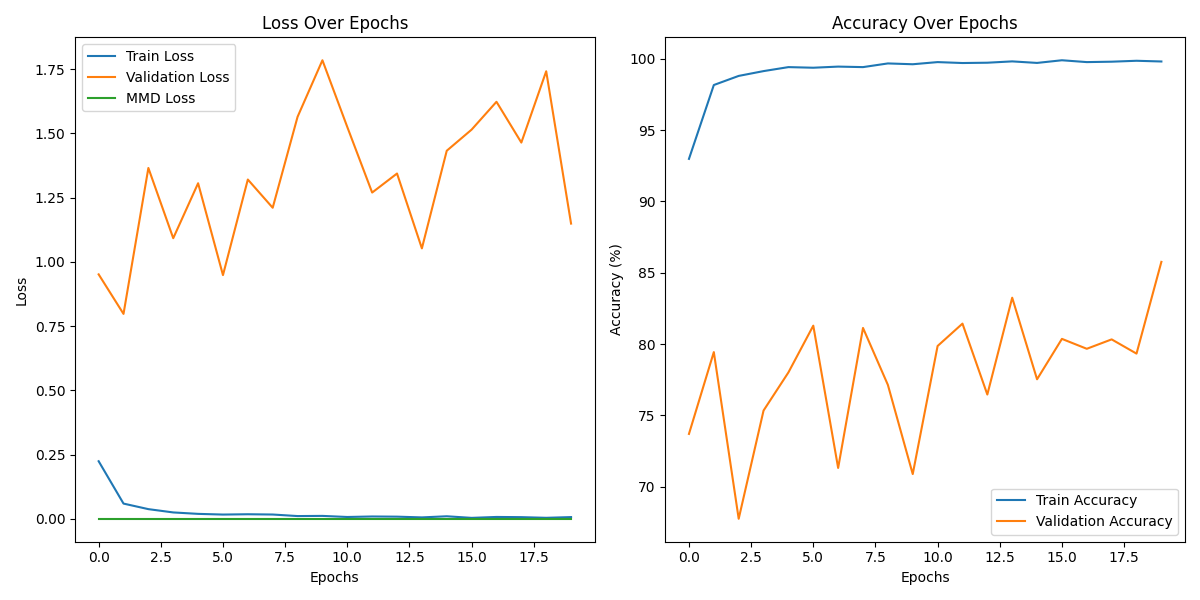 Loss Over Epochs
Train Loss
Validation Loss
MMD Loss
1.75
1.50
1.25
1.00
0.75
0.50
0.25
0.00
Loss
0.0 2.5 5.0 7.5 10.0 12.5 15.0 17.5
Epochs
Accuracy Over Epochs
100
95
90
85
80
75
70
Accuracy (%)
Train Accuracy
Validation Accuracy
0.0 2.5 5.0 7.5 10.0 12.5 15.0 17.5
Epochs